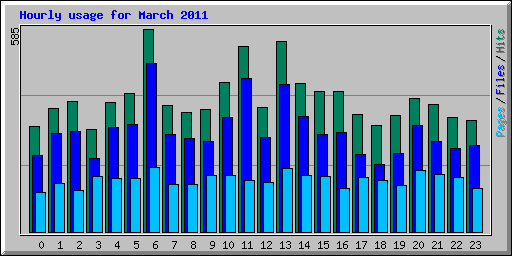 Hourly usage for March 2011
585
Pages/Files/Hits
0 1 2 3 4 5 6 7 8 9 10 11 12 13 14 15 16 17 18 19 20 21 22 23